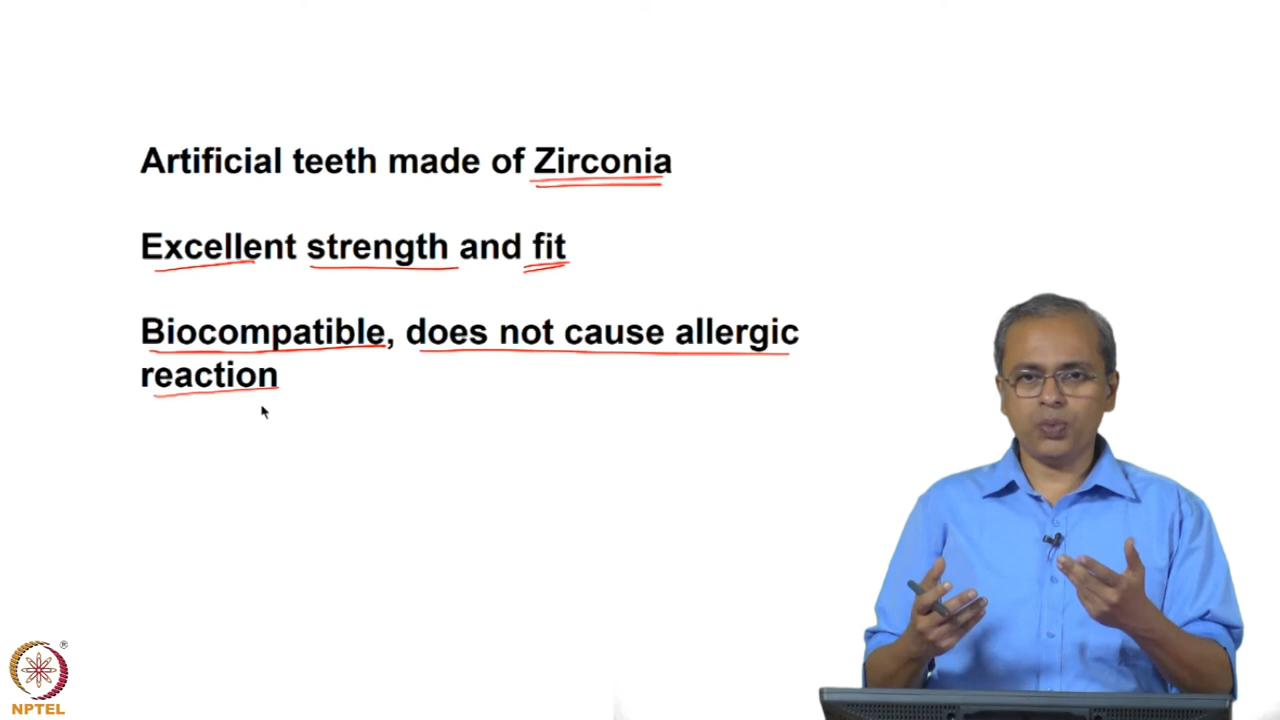 Artificial teeth made of Zirconia
Excellent strength and fit
Biocompatible, does not cause allergic
reaction
®
NPTEL